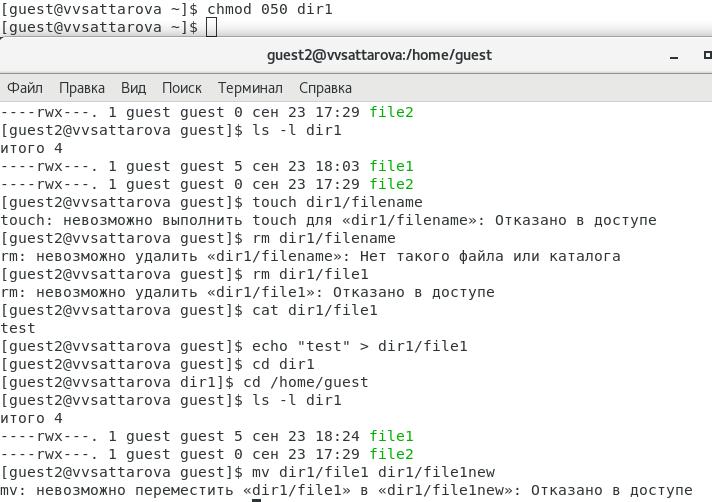 [guest@vvsattarova ~]$ chmod 050 dir1
[guest@vvsattarova ~]$
guest2@vvsattarova:/home/guest
Файл Правка Вид Поиск Терминал Справка
----rwx---. 1 guest guest 0 сен 23 17:29 file2
[guest2@vvsattarova guest]$ ls -l dir1
итого 4
----rwx---. 1 guest guest 5 сен 23 18:03 file1
----rwx---. 1 guest guest 0 сен 23 17:29 file2
[guest2@vvsattarova guest]$ touch dir1/filename
touch: невозможно выполнить touch для «dir1/filename»: Отказано в доступе
[guest2@vvsattarova guest]$ rm dir1/filename
rm: невозможно удалить «dir1/filename»: Нет такого файла или каталога
[guest2@vvsattarova guest]$ rm dir1/file1
rm: невозможно удалить «dir1/file1»: Отказано в доступе
[guest2@vvsattarova guest]$ cat dir1/file1
test
[guest2@vvsattarova guest]$ echo "test" > dir1/file1
[guest2@vvsattarova guest]$ cd dir1
[guest2@vvsattarova dir1]$ cd /home/guest
[guest2@vvsattarova guest]$ ls -l dir1
итого 4
----rwx---. 1 guest guest 5 сен 23 18:24 file1
----rwx---. 1 guest guest 0 сен 23 17:29 file2
[guest2@vvsattarova guest]$ mv dir1/file1 dir1/file1new
mv: невозможно переместить «dir1/file1» в «dir1/file1new»: Отказано в доступе